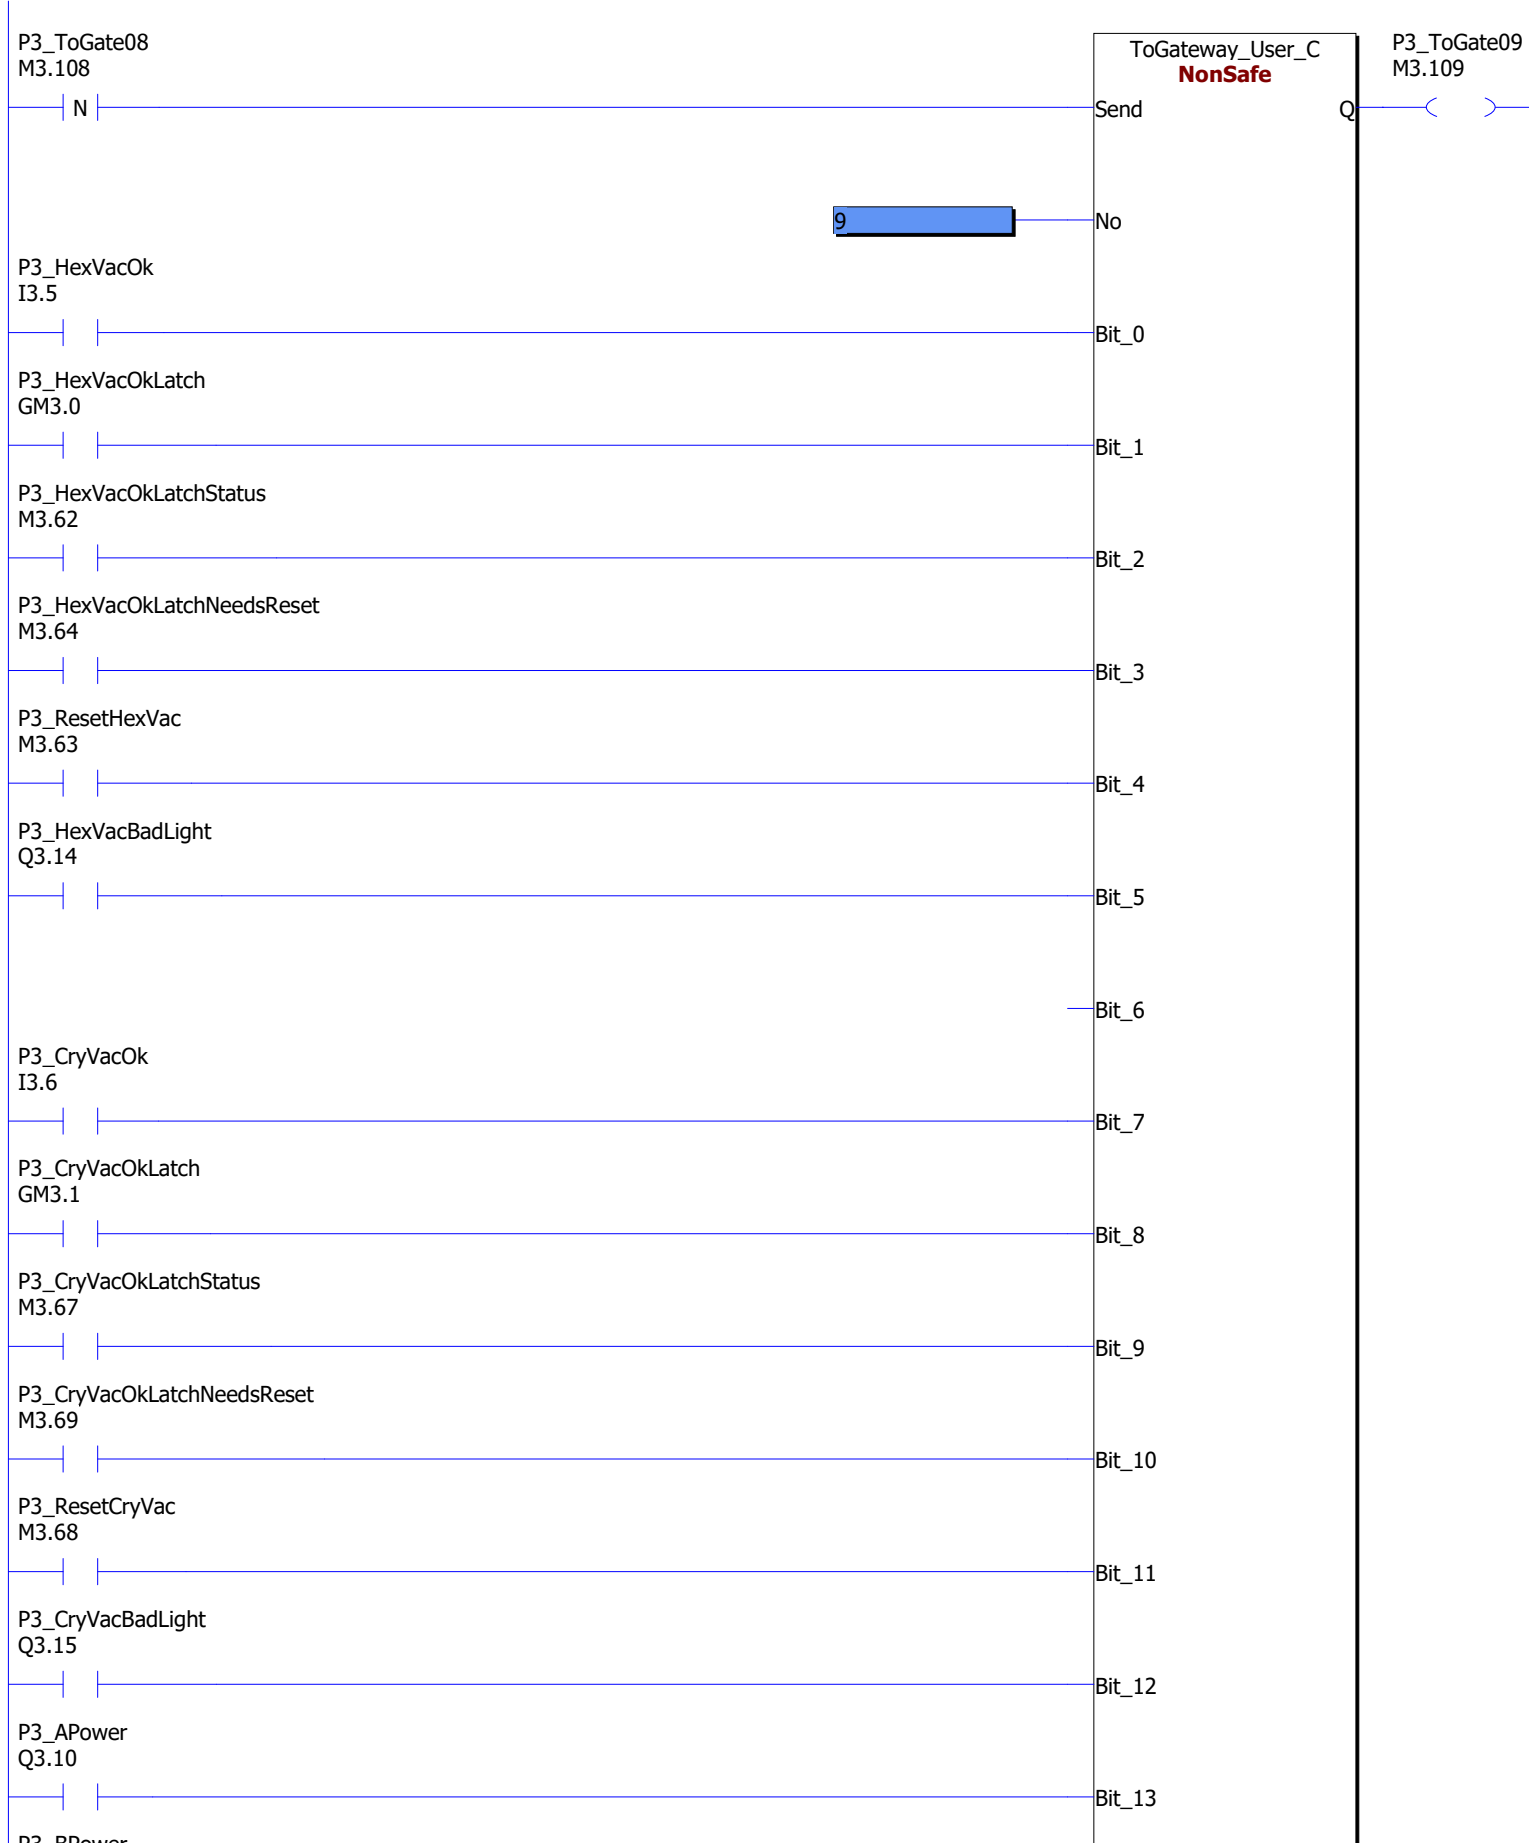 P3_ToGate08
M3.108
N
ToGateway_User_C
NonSafe
P3_ToGate09
M3.109
Send
Q
9
No
P3_HexVacOk
I3.5
Bit_0
P3_HexVacOkLatch
GM3.0
Bit_1
P3_HexVacOkLatchStatus
M3.62
Bit_2
P3_HexVacOkLatchNeedsReset
M3.64
Bit_3
P3_ResetHexVac
M3.63
Bit_4
P3_HexVacBadLight
Q3.14
Bit_5
Bit_6
P3_CryVacOk
I3.6
Bit_7
P3_CryVacOkLatch
GM3.1
Bit_8
P3_CryVacOkLatchStatus
M3.67
Bit_9
P3_CryVacOkLatchNeedsReset
M3.69
Bit_10
P3_ResetCryVac
M3.68
Bit_11
P3_CryVacBadLight
Q3.15
Bit_12
P3_APower
Q3.10
Bit_13
P3_BPower